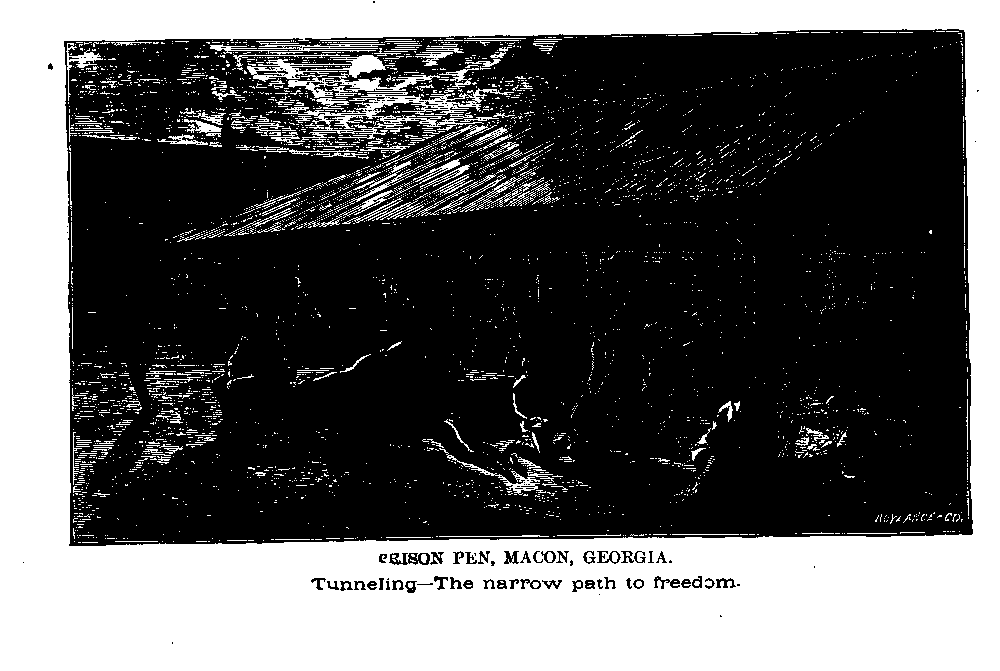 PRISON PEN, MACON, GEORGIA.
Tunneling—The narrow path to freedom.